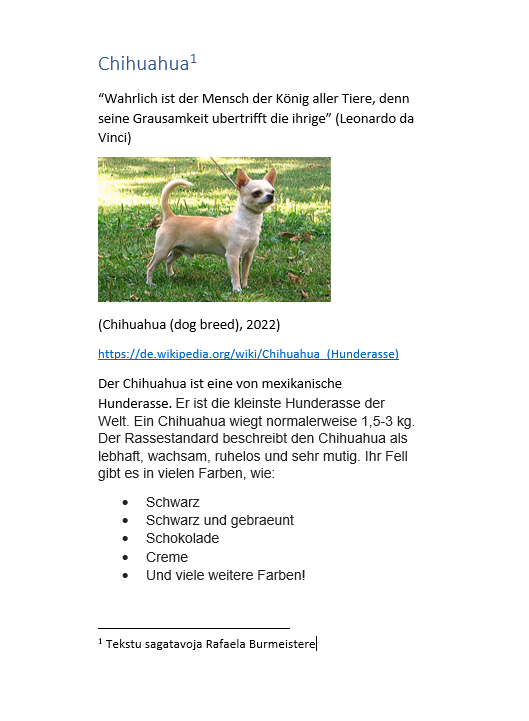 Chihuahua¹
“Wahrlich ist der Mensch der König aller Tiere, denn
seine Grausamkeit ubertrifft die ihrige” (Leonardo da
Vinci)
(Chihuahua (dog breed), 2022)
https://de.wikipedia.org/wiki/Chihuahua_(Hunderasse)
Der Chihuahua ist eine von mexikanische
Hunderasse. Er ist die kleinste Hunderasse der
Welt. Ein Chihuahua wiegt normalerweise 1,5-3 kg.
Der Rassestandard beschreibt den Chihuahua als
lebhaft, wachsam, ruhelos und sehr mutig. Ihr Fell
gibt es in vielen Farben, wie:
• Schwarz
• Schwarz und gebraeunt
• Schokolade
• Creme
• Und viele weitere Farben!
¹ Tekstu sagatavoja Rafaela Burmeistere